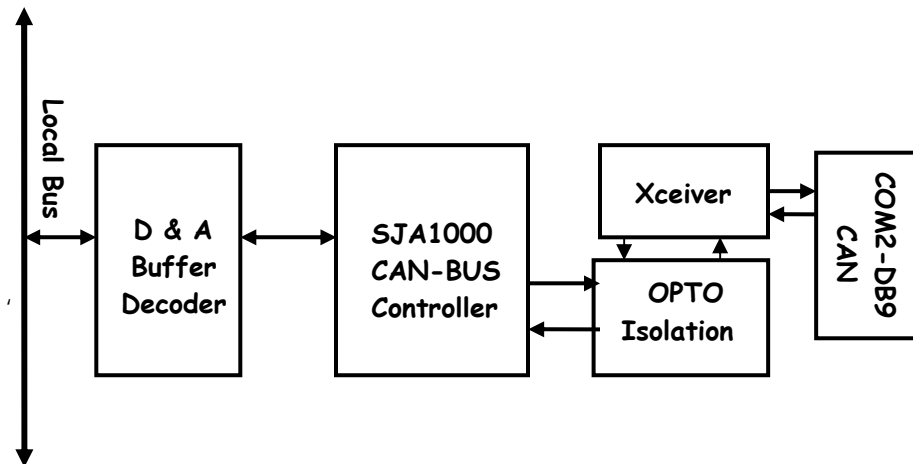 Local Bus
D & A
Buffer
Decoder
SJA1000
CAN-BUS
Controller
Xceiver
OPTO
Isolation
COM2-DB9
CAN